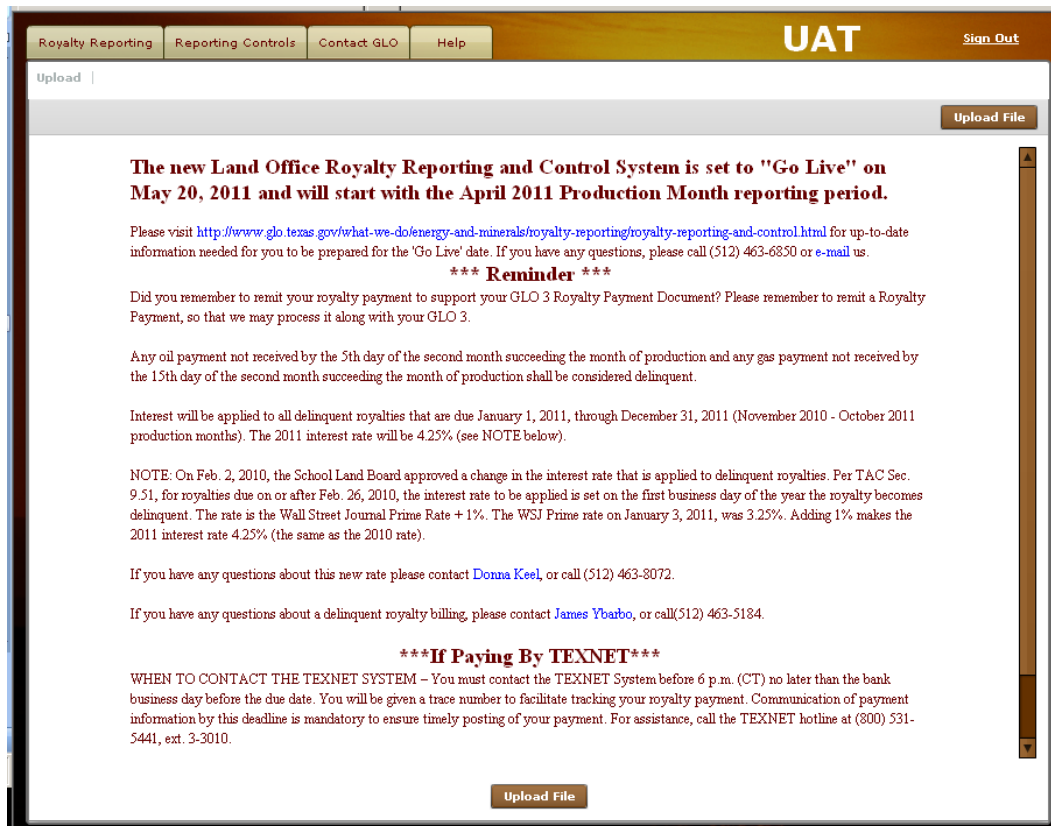 Royalty Reporting Reporting Controls Contact GLO Help UAT Sign Out
Upload |
Upload File
The new Land Office Royalty Reporting and Control System is set to "Go Live" on
May 20, 2011 and will start with the April 2011 Production Month reporting period.
Please visit http://www.glo.texas.gov/what-we-do/energy-and-minerals/royalty-reporting/royalty-reporting-and-control.html for up-to-date
information needed for you to be prepared for the 'Go Live' date. If you have any questions, please call (512) 463-6850 or e-mail us.
*** Reminder ***
Did you remember to remit your royalty payment to support your GLO 3 Royalty Payment Document? Please remember to remit a Royalty
Payment, so that we may process it along with your GLO 3.
Any oil payment not received by the 5th day of the second month succeeding the month of production and any gas payment not received by
the 15th day of the second month succeeding the month of production shall be considered delinquent.
Interest will be applied to all delinquent royalties that are due January 1, 2011, through December 31, 2011 (November 2010 - October 2011
production months). The 2011 interest rate will be 4.25% (see NOTE below).
NOTE: On Feb. 2, 2010, the School Land Board approved a change in the interest rate that is applied to delinquent royalties. Per TAC Sec.
9.51, for royalties due on or after Feb. 26, 2010, the interest rate to be applied is set on the first business day of the year the royalty becomes
delinquent. The rate is the Wall Street Journal Prime Rate + 1%. The WSJ Prime rate on January 3, 2011, was 3.25%. Adding 1% makes the
2011 interest rate 4.25% (the same as the 2010 rate).
If you have any questions about this new rate please contact Donna Keel, or call (512) 463-8072.
If you have any questions about a delinquent royalty billing, please contact James Ybarbo, or call(512) 463-5184.
***If Paying By TEXNET***
WHEN TO CONTACT THE TEXNET SYSTEM – You must contact the TEXNET System before 6 p.m. (CT) no later than the bank
business day before the due date. You will be given a trace number to facilitate tracking your royalty payment. Communication of payment
information by this deadline is mandatory to ensure timely posting of your payment. For assistance, call the TEXNET hotline at (800) 531-
5441, ext. 3-3010.
Upload File